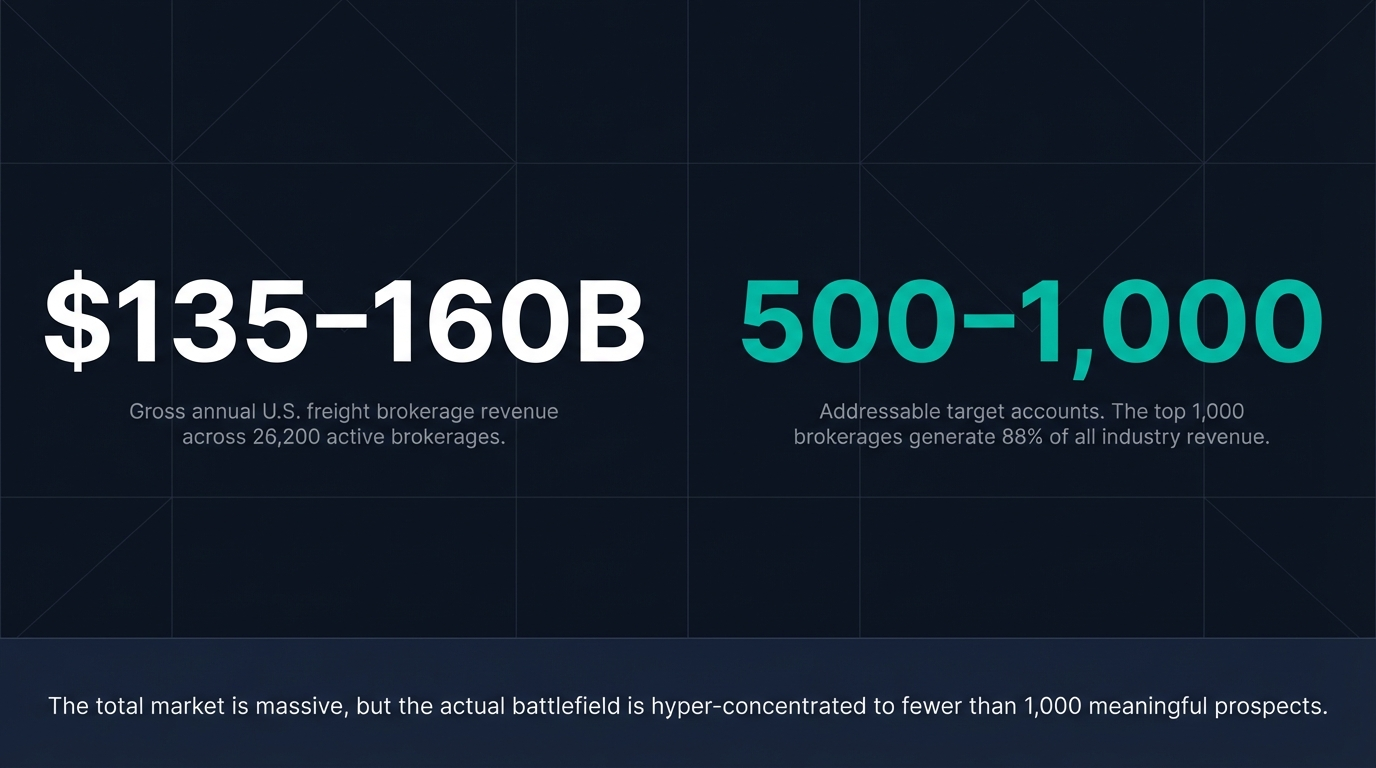 $135–160B
Gross annual U.S. freight brokerage revenue
across 26,200 active brokerages.
500–1,000
Addressable target accounts. The top 1,000
brokerages generate 88% of all industry revenue.
The total market is massive, but the actual battlefield is hyper-concentrated to fewer than 1,000 meaningful prospects.